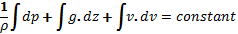 1/ρ ∫ dp + ∫ g. dz + ∫ v. dv = constant